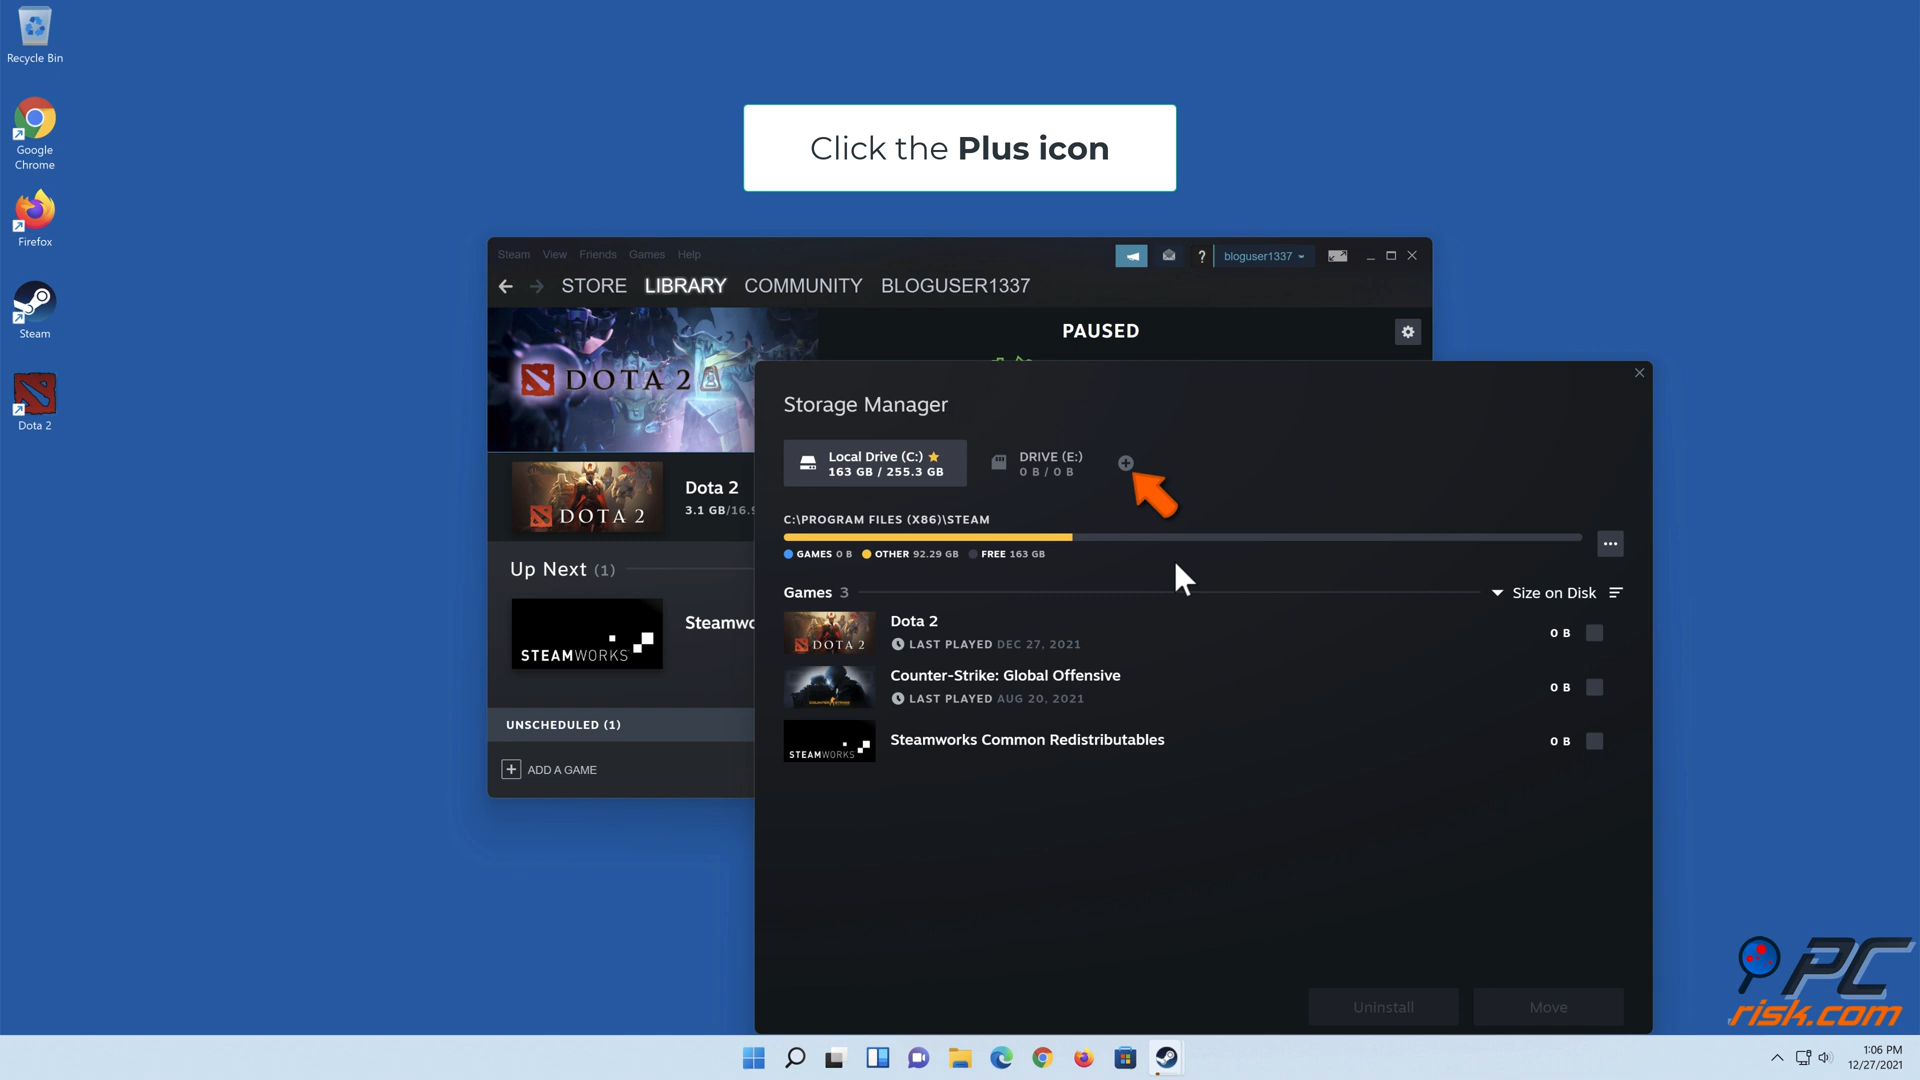 Recycle Bin
Google
Chrome
Firefox
Steam
Dota 2
Click the Plus icon
Steam View Friends Games Help
? bloguser1337
STORE LIBRARY COMMUNITY BLOGUSER1337
DOTA 2
PAUSED
DOTA 2
Dota 2
3.1 GB/16.9
Up Next (1)
STEAMWORKS
Steamwo
UNSCHEDULED (1)
+ ADD A GAME
Storage Manager
Local Drive (C:)
163 GB / 255.3 GB
DRIVE (E:)
0 B / 0 B
C:\PROGRAM FILES (X86)\STEAM
GAMES 0 B OTHER 92.29 GB FREE 163 GB
Games 3
Size on Disk
DOTA 2
Dota 2
LAST PLAYED DEC 27, 2021
0 B
Counter-Strike: Global Offensive
LAST PLAYED AUG 20, 2021
0 B
STEAMWORKS
Steamworks Common Redistributables
0 B
Uninstall
Move
PC
risk.com
1:06 PM
12/27/2021